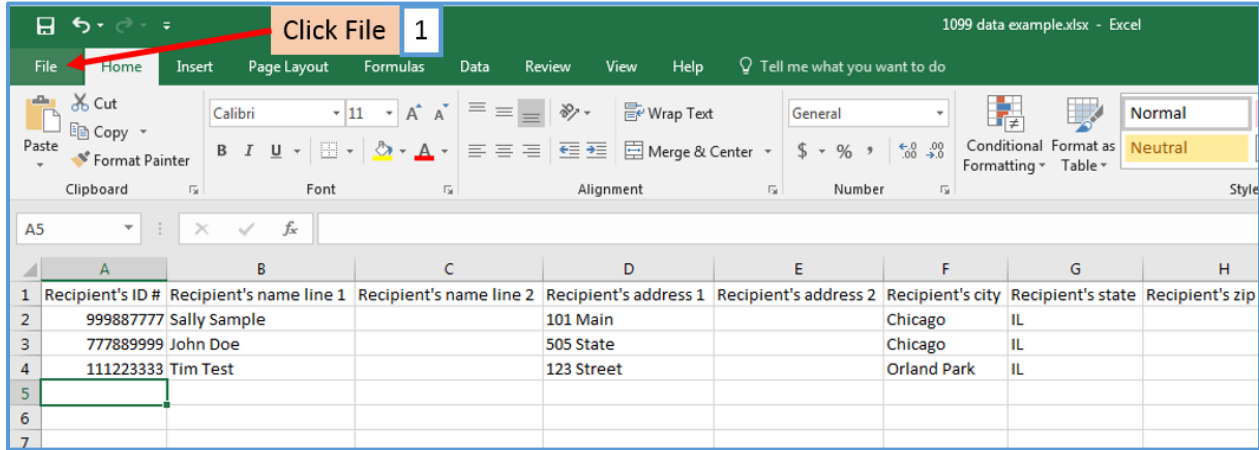 Click File 1
1099 data example.xlsx - Excel
File Home Insert Page Layout Formulas Data Review View Help Tell me what you want to do
Cut
Copy
Format Painter
Paste
Clipboard
Calibri 11 A A
B I U A
Font
Wrap Text
Merge & Center
Alignment
General
$ % , .0 .00 .00 .0
Number
Conditional Formatting
Format as Table
Normal
Neutral
Style
A5 fx
A B C D E F G H
1 Recipient's ID # Recipient's name line 1 Recipient's name line 2 Recipient's address 1 Recipient's address 2 Recipient's city Recipient's state Recipient's zip
2 999887777 Sally Sample 101 Main Chicago IL
3 777889999 John Doe 505 State Chicago IL
4 111223333 Tim Test 123 Street Orland Park IL
5
6
7